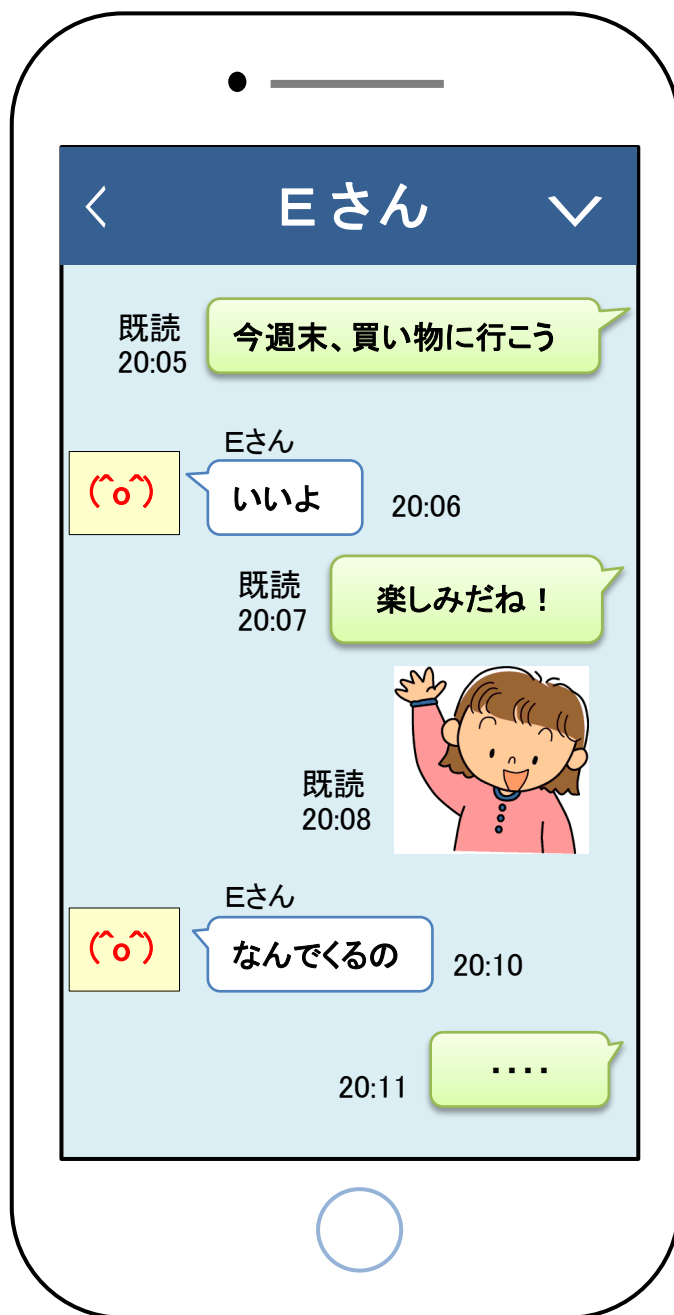 Eさん
今週末、買い物に行こう
既読
20:05
Eさん
(^o^)
いいよ
20:06
楽しみだね！
既読
20:07
既読
20:08
Eさん
(^o^)
なんでくるの
20:10
‥‥
20:11